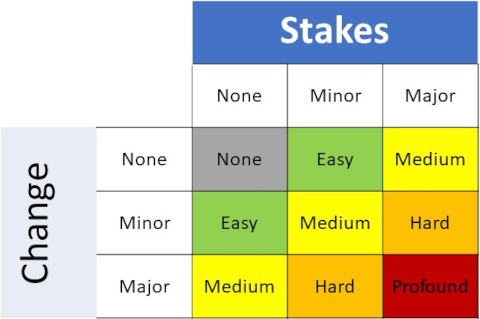 Stakes
None Minor Major
Change
None None Easy Medium
Minor Easy Medium Hard
Major Medium Hard Profound